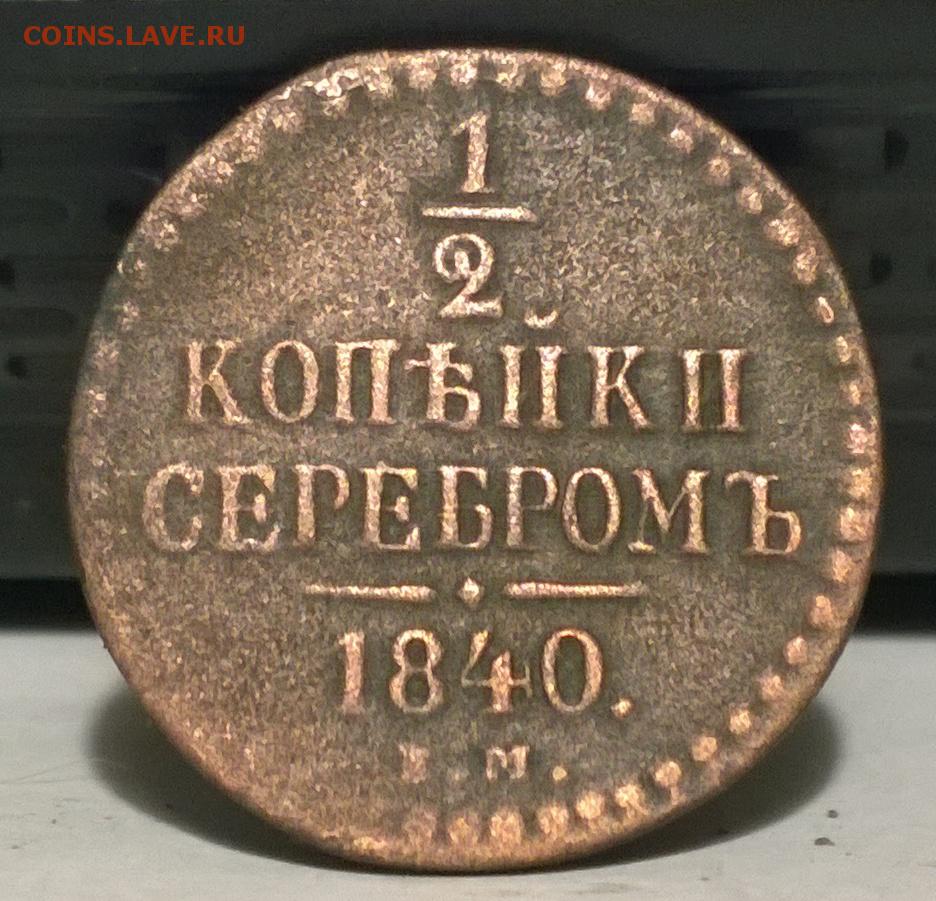 COINS.LAVE.RU
1
2
КОПѢЙКИ
СЕРЕБРОМЪ
1840.
М.